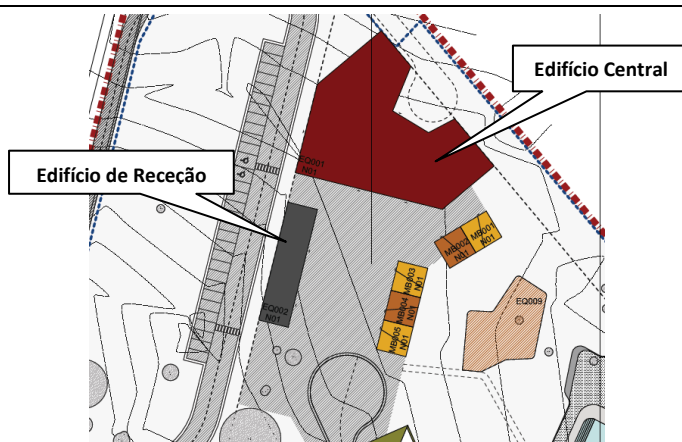 Edifício Central
Edifício de Receção
EQ001
N01
MB001
N01
MB002
N01
MB003
N01
MB004
N01
MB005
N01
EQ002
N01
EQ009